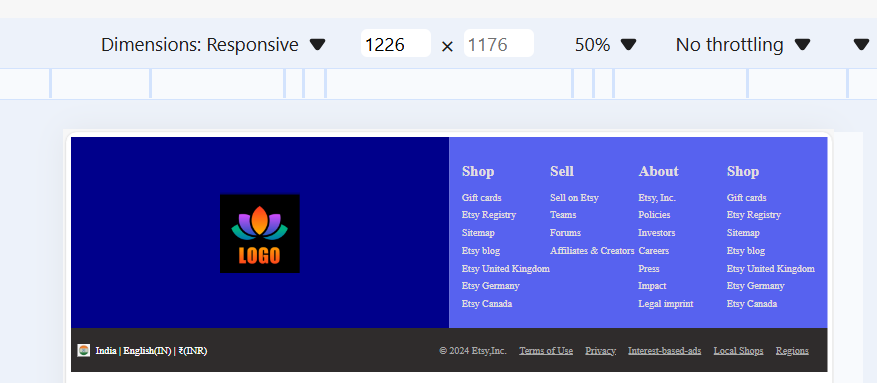 Dimensions: Responsive 1226 × 1176 50% No throttling
Shop Sell About Shop
Gift cards Sell on Etsy Etsy, Inc. Gift cards
Etsy Registry Teams Policies Etsy Registry
Sitemap Forums Investors Sitemap
Etsy blog Affiliates & Creators Careers Etsy blog
Etsy United Kingdom Press Etsy United Kingdom
Etsy Germany Impact Etsy Germany
Etsy Canada Legal imprint Etsy Canada
LOGO
India | English(IN) | ₹(INR) © 2024 Etsy,Inc. Terms of Use Privacy Interest-based-ads Local Shops Regions